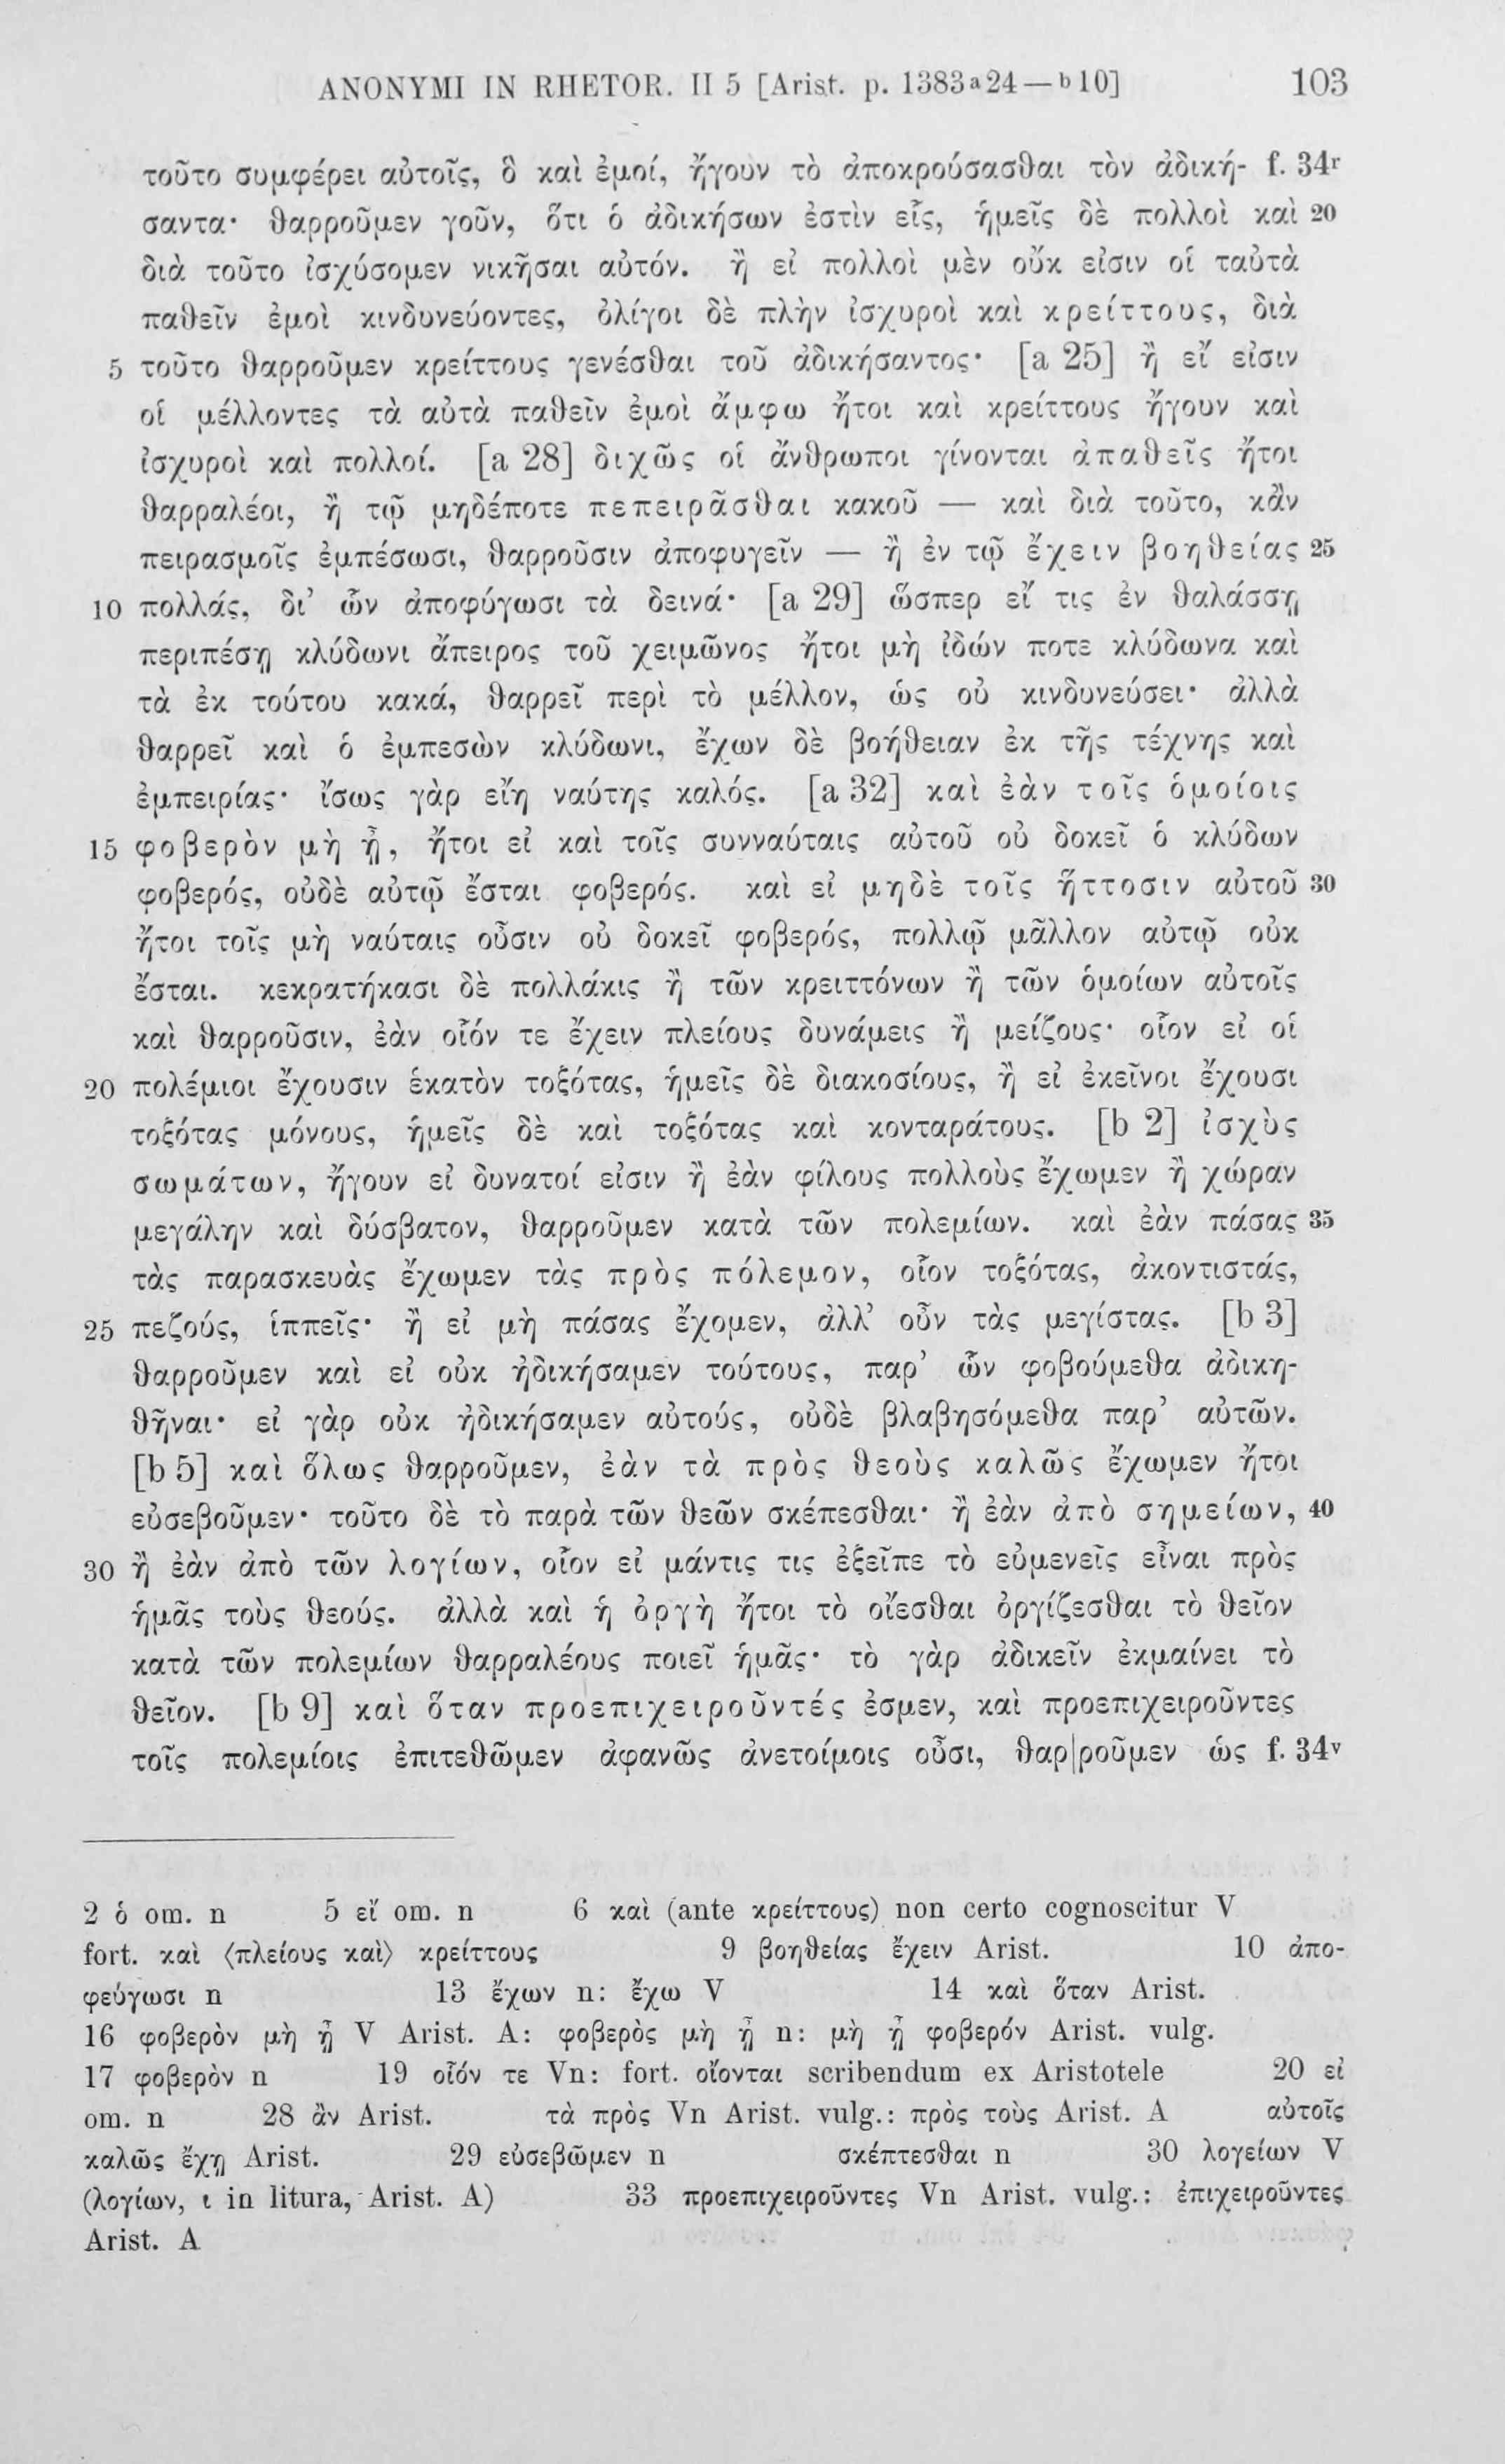 ANONYMI IN RHETOR. II 5 [Arist. p. 1383a24—b10] 103
τοῦτο συμφέρει αὐτοῖς, ὃ καὶ ἐμοί, ἤγουν τὸ ἀποκρούσασθαι τὸν ἀδική- f. 34r
σαντα· θαρροῦμεν γοῦν, ὅτι ὁ ἀδικήσων ἐστὶν εἷς, ἡμεῖς δὲ πολλοὶ καὶ 20
διὰ τοῦτο ἰσχύσομεν νικῆσαι αὐτόν. ἢ εἰ πολλοὶ μὲν οὔκ εἰσιν οἱ ταὐτὰ
παθεῖν ἐμοὶ κινδυνεύοντες, ὀλίγοι δὲ πλὴν ἰσχυροὶ καὶ κρείττους, διὰ
5 τοῦτο θαρροῦμεν κρείττους γενέσθαι τοῦ ἀδικήσαντος· [a 25] ἢ εἴ εἰσιν
οἱ μέλλοντες τὰ αὐτὰ παθεῖν ἐμοὶ ἄμφω ἤτοι καὶ κρείττους ἤγουν καὶ
ἰσχυροὶ καὶ πολλοί. [a 28] διχῶς οἱ ἄνθρωποι γίνονται ἀπαθεῖς ἤτοι
θαρραλέοι, ἢ τῷ μηδέποτε πεπειρᾶσθαι κακοῦ — καὶ διὰ τοῦτο, κἂν
πειρασμοῖς ἐμπέσωσι, θαρροῦσιν ἀποφυγεῖν — ἢ ἐν τῷ ἔχειν βοηθείας 25
10 πολλάς, δι’ ὧν ἀποφύγωσι τὰ δεινά· [a 29] ὥσπερ εἴ τις ἐν θαλάσσῃ
περιπέσῃ κλύδωνι ἄπειρος τοῦ χειμῶνος ἤτοι μὴ ἰδών ποτε κλύδωνα καὶ
τὰ ἐκ τούτου κακά, θαρρεῖ περὶ τὸ μέλλον, ὡς οὐ κινδυνεύσει· ἀλλὰ
θαρρεῖ καὶ ὁ ἐμπεσὼν κλύδωνι, ἔχων δὲ βοήθειαν ἐκ τῆς τέχνης καὶ
ἐμπειρίας· ἴσως γὰρ εἴη ναύτης καλός. [a 32] καὶ ἐὰν τοῖς ὁμοίοις
15 φοβερὸν μὴ ᾖ, ἤτοι εἰ καὶ τοῖς συνναύταις αὐτοῦ οὐ δοκεῖ ὁ κλύδων
φοβερός, οὐδὲ αὐτῷ ἔσται φοβερός. καὶ εἰ μηδὲ τοῖς ἥττοσιν αὐτοῦ 30
ἤτοι τοῖς μὴ ναύταις οὖσιν οὐ δοκεῖ φοβερός, πολλῷ μᾶλλον αὐτῷ οὐκ
ἔσται. κεκρατήκασι δὲ πολλάκις ἢ τῶν κρειττόνων ἢ τῶν ὁμοίων αὐτοῖς
καὶ θαρροῦσιν, ἐὰν οἷόν τε ἔχειν πλείους δυνάμεις ἢ μείζους· οἷον εἰ οἱ
20 πολέμιοι ἔχουσιν ἑκατὸν τοξότας, ἡμεῖς δὲ διακοσίους, ἢ εἰ ἐκεῖνοι ἔχουσι
τοξότας μόνους, ἡμεῖς δὲ καὶ τοξότας καὶ κονταράτους. [b 2] ἰσχὺς
σωμάτων, ἤγουν εἰ δυνατοί εἰσιν ἢ ἐὰν φίλους πολλοὺς ἔχωμεν ἢ χώραν
μεγάλην καὶ δύσβατον, θαρροῦμεν κατὰ τῶν πολεμίων. καὶ ἐὰν πάσας 35
τὰς παρασκευὰς ἔχωμεν τὰς πρὸς πόλεμον, οἷον τοξότας, ἀκοντιστάς,
25 πεζούς, ἱππεῖς· ἢ εἰ μὴ πάσας ἔχομεν, ἀλλ’ οὖν τὰς μεγίστας. [b 3]
θαρροῦμεν καὶ εἰ οὐκ ἠδικήσαμεν τούτους, παρ’ ὧν φοβούμεθα ἀδικη-
θῆναι· εἰ γὰρ οὐκ ἠδικήσαμεν αὐτούς, οὐδὲ βλαβησόμεθα παρ’ αὐτῶν.
[b 5] καὶ ὅλως θαρροῦμεν, ἐὰν τὰ πρὸς θεοὺς καλῶς ἔχωμεν ἤτοι
εὐσεβοῦμεν· τοῦτο δὲ τὸ παρὰ τῶν θεῶν σκέπεσθαι· ἢ ἐὰν ἀπὸ σημείων, 40
30 ἢ ἐὰν ἀπὸ τῶν λογίων, οἷον εἰ μάντις τις ἐξεῖπε τὸ εὐμενεῖς εἶναι πρὸς
ἡμᾶς τοὺς θεούς. ἀλλὰ καὶ ἡ ὀργὴ ἤτοι τὸ οἴεσθαι ὀργίζεσθαι τὸ θεῖον
κατὰ τῶν πολεμίων θαρραλέους ποιεῖ ἡμᾶς· τὸ γὰρ ἀδικεῖν ἐκμαίνει τὸ
θεῖον. [b 9] καὶ ὅταν προεπιχειροῦντές ἐσμεν, καὶ προεπιχειροῦντες
τοῖς πολεμίοις ἐπιτεθῶμεν ἀφανῶς ἀνετοίμοις οὖσι, θαρ|ροῦμεν ὡς f. 34v
2 ὁ om. n 5 εἴ om. n 6 καὶ (ante κρείττους) non certo cognoscitur V
fort. καὶ ⟨πλείους καὶ⟩ κρείττους 9 βοηθείας ἔχειν Arist. 10 ἀπο-
φεύγωσι n 13 ἔχων n: ἔχω V 14 καὶ ὅταν Arist.
16 φοβερὸν μὴ ᾖ V Arist. A: φοβερὸς μὴ ᾖ n: μὴ ᾖ φοβερόν Arist. vulg.
17 φοβερὸν n 19 οἷόν τε Vn: fort. οἴονται scribendum ex Aristotele 20 εἰ
om. n 28 ἂν Arist. τὰ πρὸς Vn Arist. vulg.: πρὸς τοὺς Arist. A αὐτοῖς
καλῶς ἔχῃ Arist. 29 εὐσεβῶμεν n σκέπτεσθαι n 30 λογείων V
(λογίων, ι in litura, Arist. A) 33 προεπιχειροῦντες Vn Arist. vulg.: ἐπιχειροῦντες
Arist. A